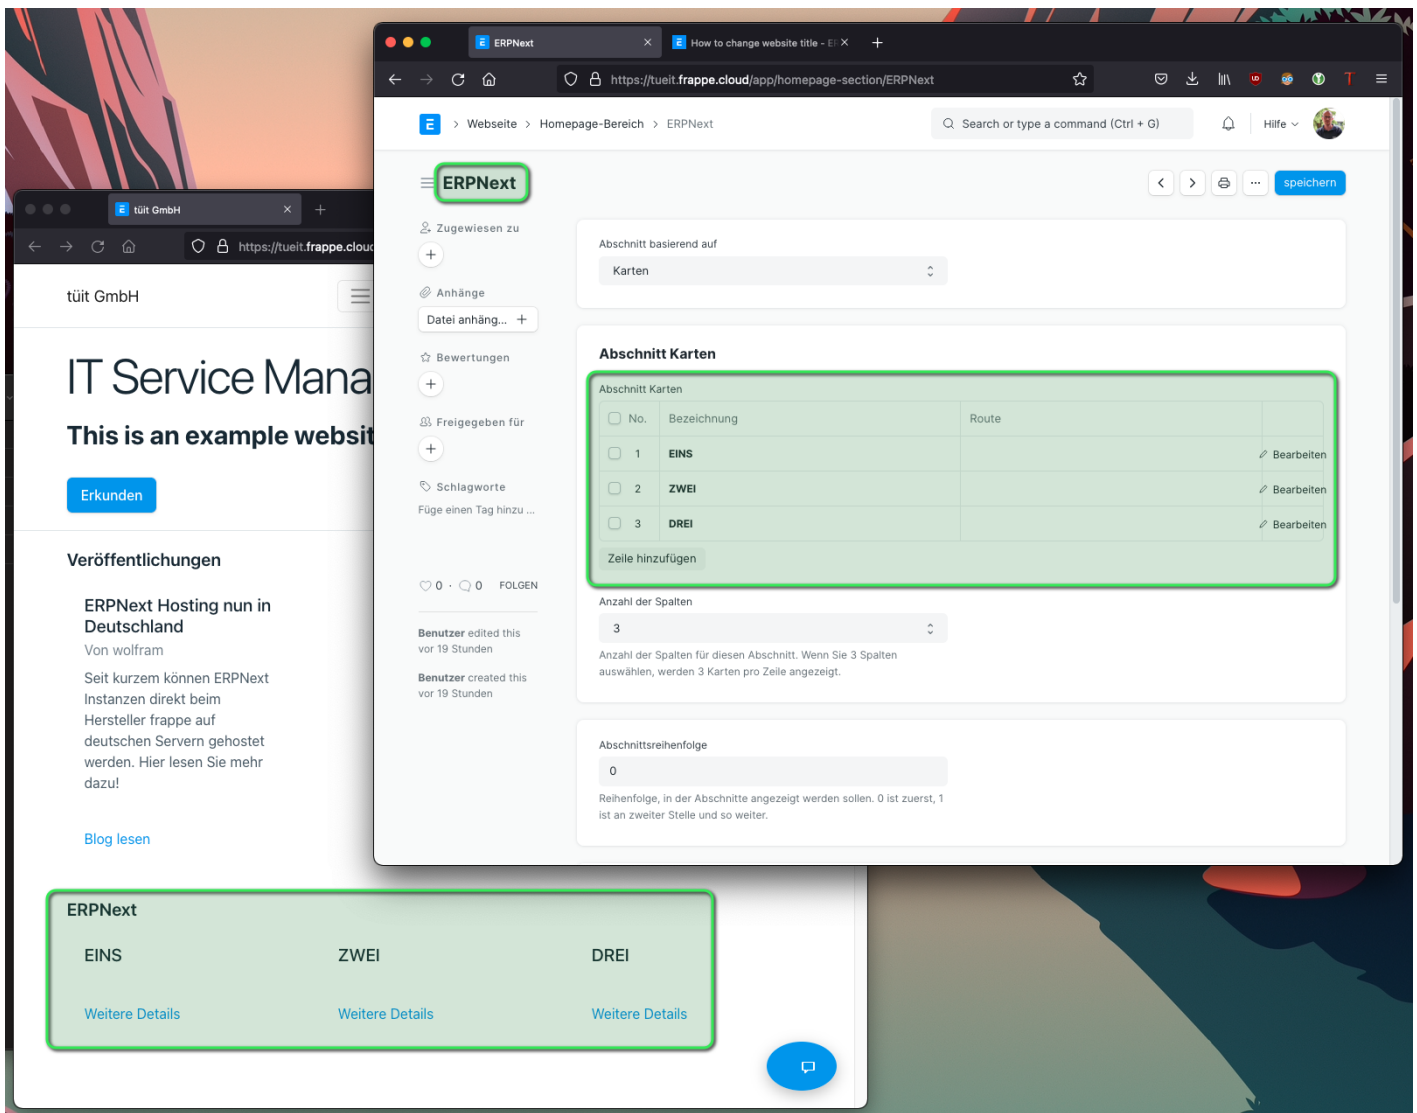 ERPNext
How to change website title - ER
https://tueit.frappe.cloud/app/homepage-section/ERPNext
Webseite > Homepage-Bereich > ERPNext
Search or type a command (Ctrl + G)
Hilfe
ERPNext
speichern
Zugewiesen zu
Anhänge
Datei anhäng... +
Bewertungen
Freigegeben für
Schlagworte
Füge einen Tag hinzu ...
0 · 0 FOLGEN
Benutzer edited this
vor 19 Stunden
Benutzer created this
vor 19 Stunden
Abschnitt basierend auf
Karten
Abschnitt Karten
Abschnitt Karten
No. Bezeichnung Route
1 EINS Bearbeiten
2 ZWEI Bearbeiten
3 DREI Bearbeiten
Zeile hinzufügen
Anzahl der Spalten
3
Anzahl der Spalten für diesen Abschnitt. Wenn Sie 3 Spalten
auswählen, werden 3 Karten pro Zeile angezeigt.
Abschnittsreihenfolge
0
Reihenfolge, in der Abschnitte angezeigt werden sollen. 0 ist zuerst, 1
ist an zweiter Stelle und so weiter.
tüit GmbH
https://tueit.frappe.cloud
tüit GmbH
IT Service Mana
This is an example websit
Erkunden
Veröffentlichungen
ERPNext Hosting nun in
Deutschland
Von wolfram
Seit kurzem können ERPNext
Instanzen direkt beim
Hersteller frappe auf
deutschen Servern gehostet
werden. Hier lesen Sie mehr
dazu!
Blog lesen
ERPNext
EINS ZWEI DREI
Weitere Details Weitere Details Weitere Details